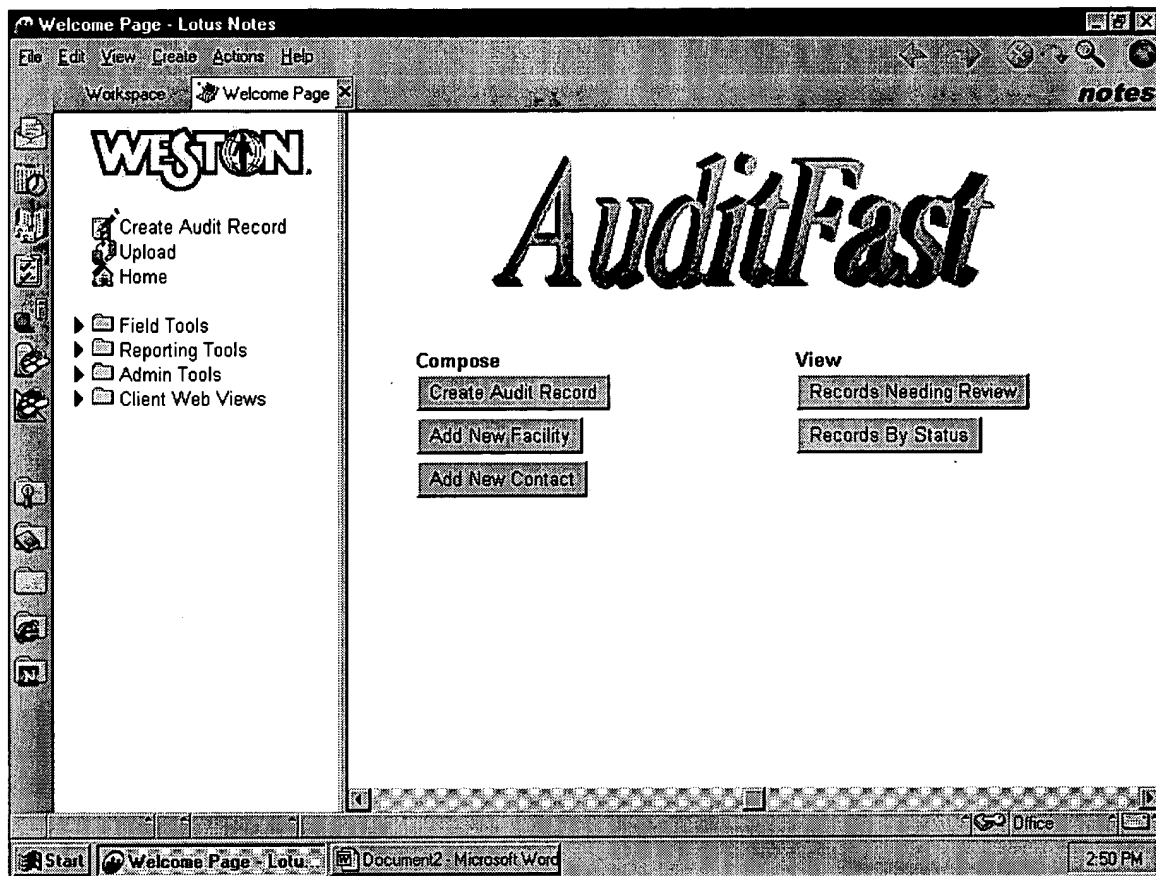 Welcome Page - Lotus Notes
File Edit View Create Actions Help
Workspace Welcome Page
notes
WESTON.
Create Audit Record
Upload
Home
Field Tools
Reporting Tools
Admin Tools
Client Web Views
AuditFast
Compose
Create Audit Record
Add New Facility
Add New Contact
View
Records Needing Review
Records By Status
Office
Start Welcome Page - Lotu... Document2 - Microsoft Word 2:50 PM